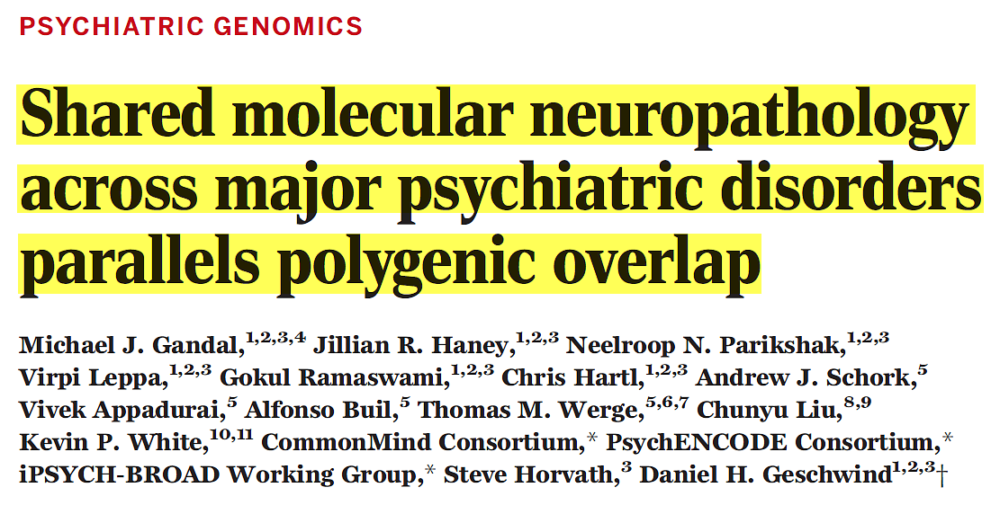 PSYCHIATRIC GENOMICS
Shared molecular neuropathology
across major psychiatric disorders
parallels polygenic overlap
Michael J. Gandal,1,2,3,4 Jillian R. Haney,1,2,3 Neelroop N. Parikshak,1,2,3
Virpi Leppa,1,2,3 Gokul Ramaswami,1,2,3 Chris Hartl,1,2,3 Andrew J. Schork,5
Vivek Appadurai,5 Alfonso Buil,5 Thomas M. Werge,5,6,7 Chunyu Liu,8,9
Kevin P. White,10,11 CommonMind Consortium,* PsychENCODE Consortium,*
iPSYCH-BROAD Working Group,* Steve Horvath,3 Daniel H. Geschwind1,2,3†